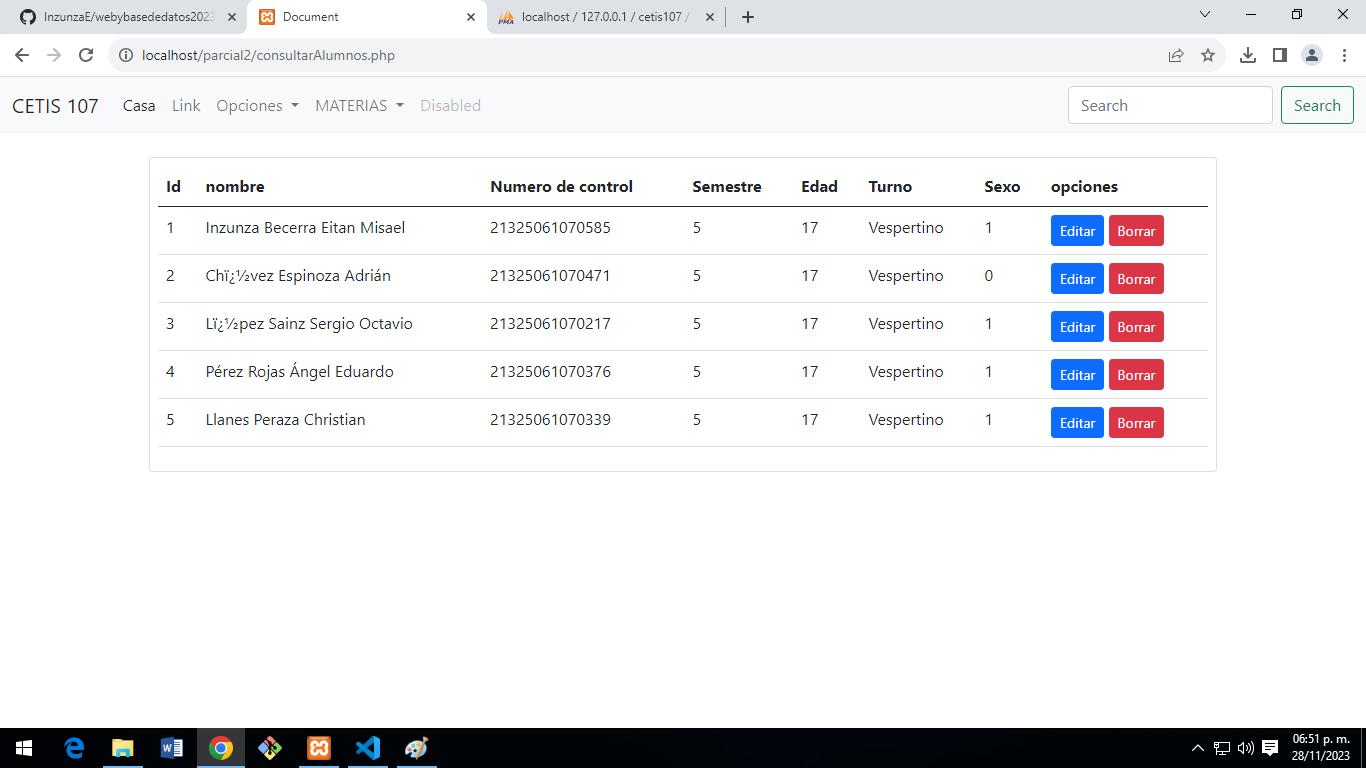 InzunzaE/webybasededatos2023
Document
localhost / 127.0.0.1 / cetis107 /
localhost/parcial2/consultarAlumnos.php
CETIS 107 Casa Link Opciones MATERIAS Disabled Search Search
Id nombre Numero de control Semestre Edad Turno Sexo opciones
1 Inzunza Becerra Eitan Misael 21325061070585 5 17 Vespertino 1 Editar Borrar
2 Chï¿½vez Espinoza Adrián 21325061070471 5 17 Vespertino 0 Editar Borrar
3 Lï¿½pez Sainz Sergio Octavio 21325061070217 5 17 Vespertino 1 Editar Borrar
4 Pérez Rojas Ángel Eduardo 21325061070376 5 17 Vespertino 1 Editar Borrar
5 Llanes Peraza Christian 21325061070339 5 17 Vespertino 1 Editar Borrar
06:51 p. m.
28/11/2023